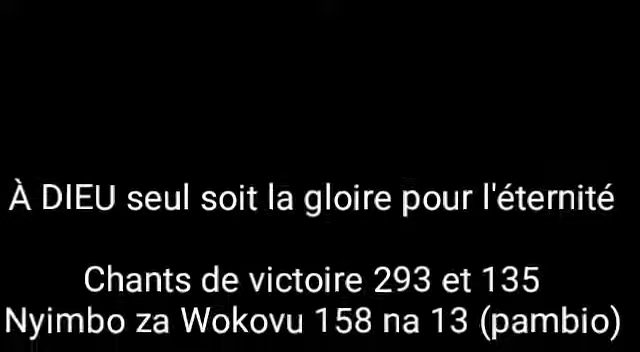 À DIEU seul soit la gloire pour l'éternité
Chants de victoire 293 et 135
Nyimbo za Wokovu 158 na 13 (pambio)